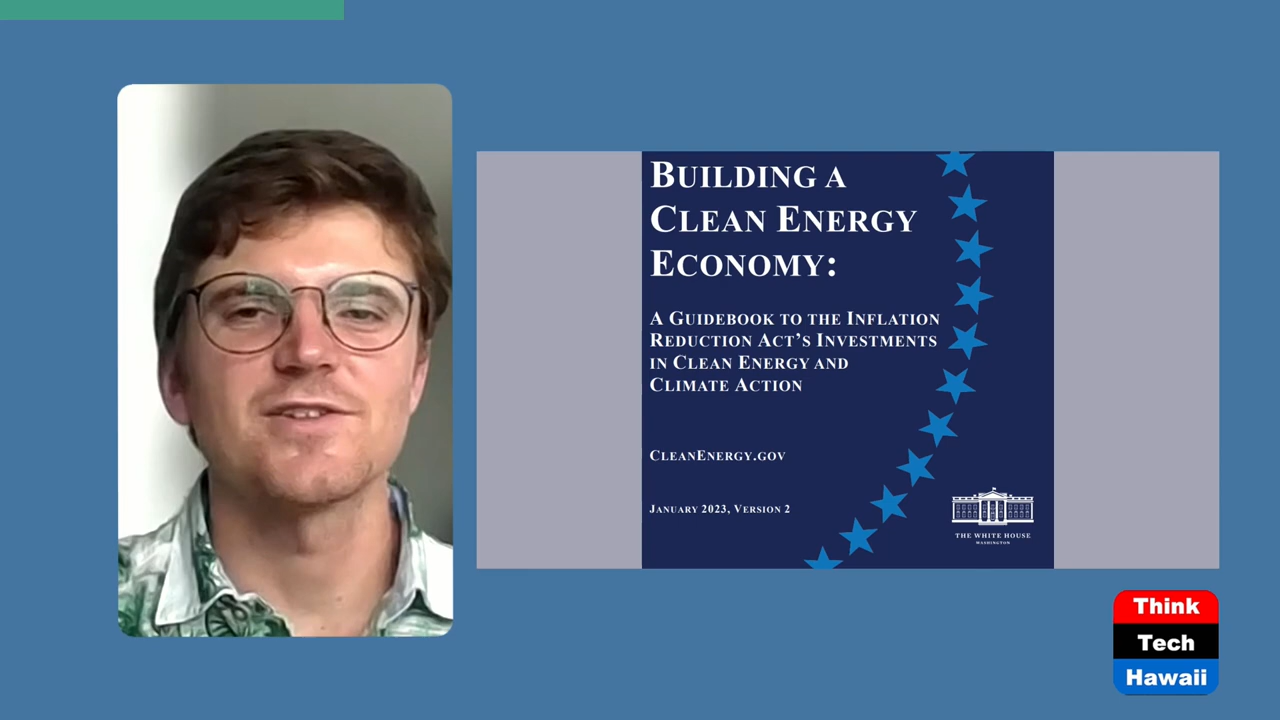 BUILDING A
CLEAN ENERGY
ECONOMY:
A GUIDEBOOK TO THE INFLATION
REDUCTION ACT'S INVESTMENTS
IN CLEAN ENERGY AND
CLIMATE ACTION
CLEANENERGY.GOV
JANUARY 2023, VERSION 2
THE WHITE HOUSE
WASHINGTON
Think
Tech
Hawaii